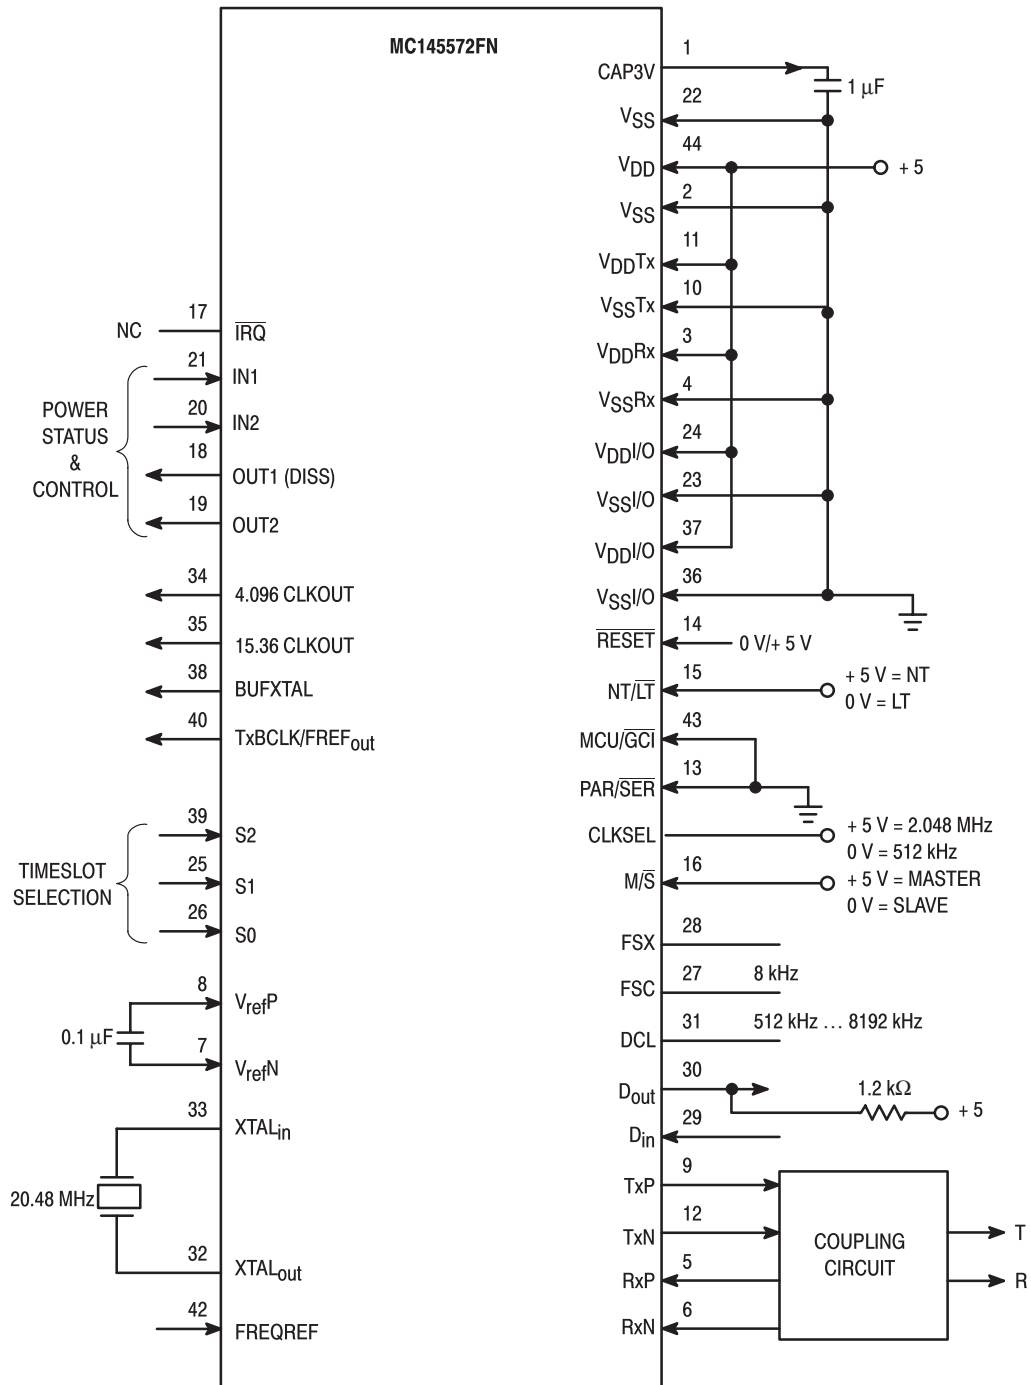 MC145572FN
17
NC
IRQ
21
IN1
20
IN2
18
OUT1 (DISS)
19
OUT2
POWER
STATUS
&
CONTROL
34
4.096 CLKOUT
35
15.36 CLKOUT
38
BUFXTAL
40
TxBCLK/FREFout
39
S2
25
S1
26
S0
TIMESLOT
SELECTION
8
VrefP
0.1 µF
7
VrefN
33
XTALin
20.48 MHz
32
XTALout
42
FREQREF
1
CAP3V
1 µF
22
VSS
44
VDD
+ 5
2
VSS
11
VDDTx
10
VSSTx
3
VDDRx
4
VSSRx
24
VDDI/O
23
VSSI/O
37
VDDI/O
36
VSSI/O
14
RESET
0 V/+ 5 V
15
NT/LT
+ 5 V = NT
0 V = LT
43
MCU/GCI
13
PAR/SER
CLKSEL
+ 5 V = 2.048 MHz
0 V = 512 kHz
16
M/S
+ 5 V = MASTER
0 V = SLAVE
28
FSX
27
FSC
8 kHz
31
DCL
512 kHz … 8192 kHz
30
Dout
1.2 kΩ
+ 5
29
Din
9
TxP
12
TxN
5
RxP
6
RxN
COUPLING
CIRCUIT
T
R